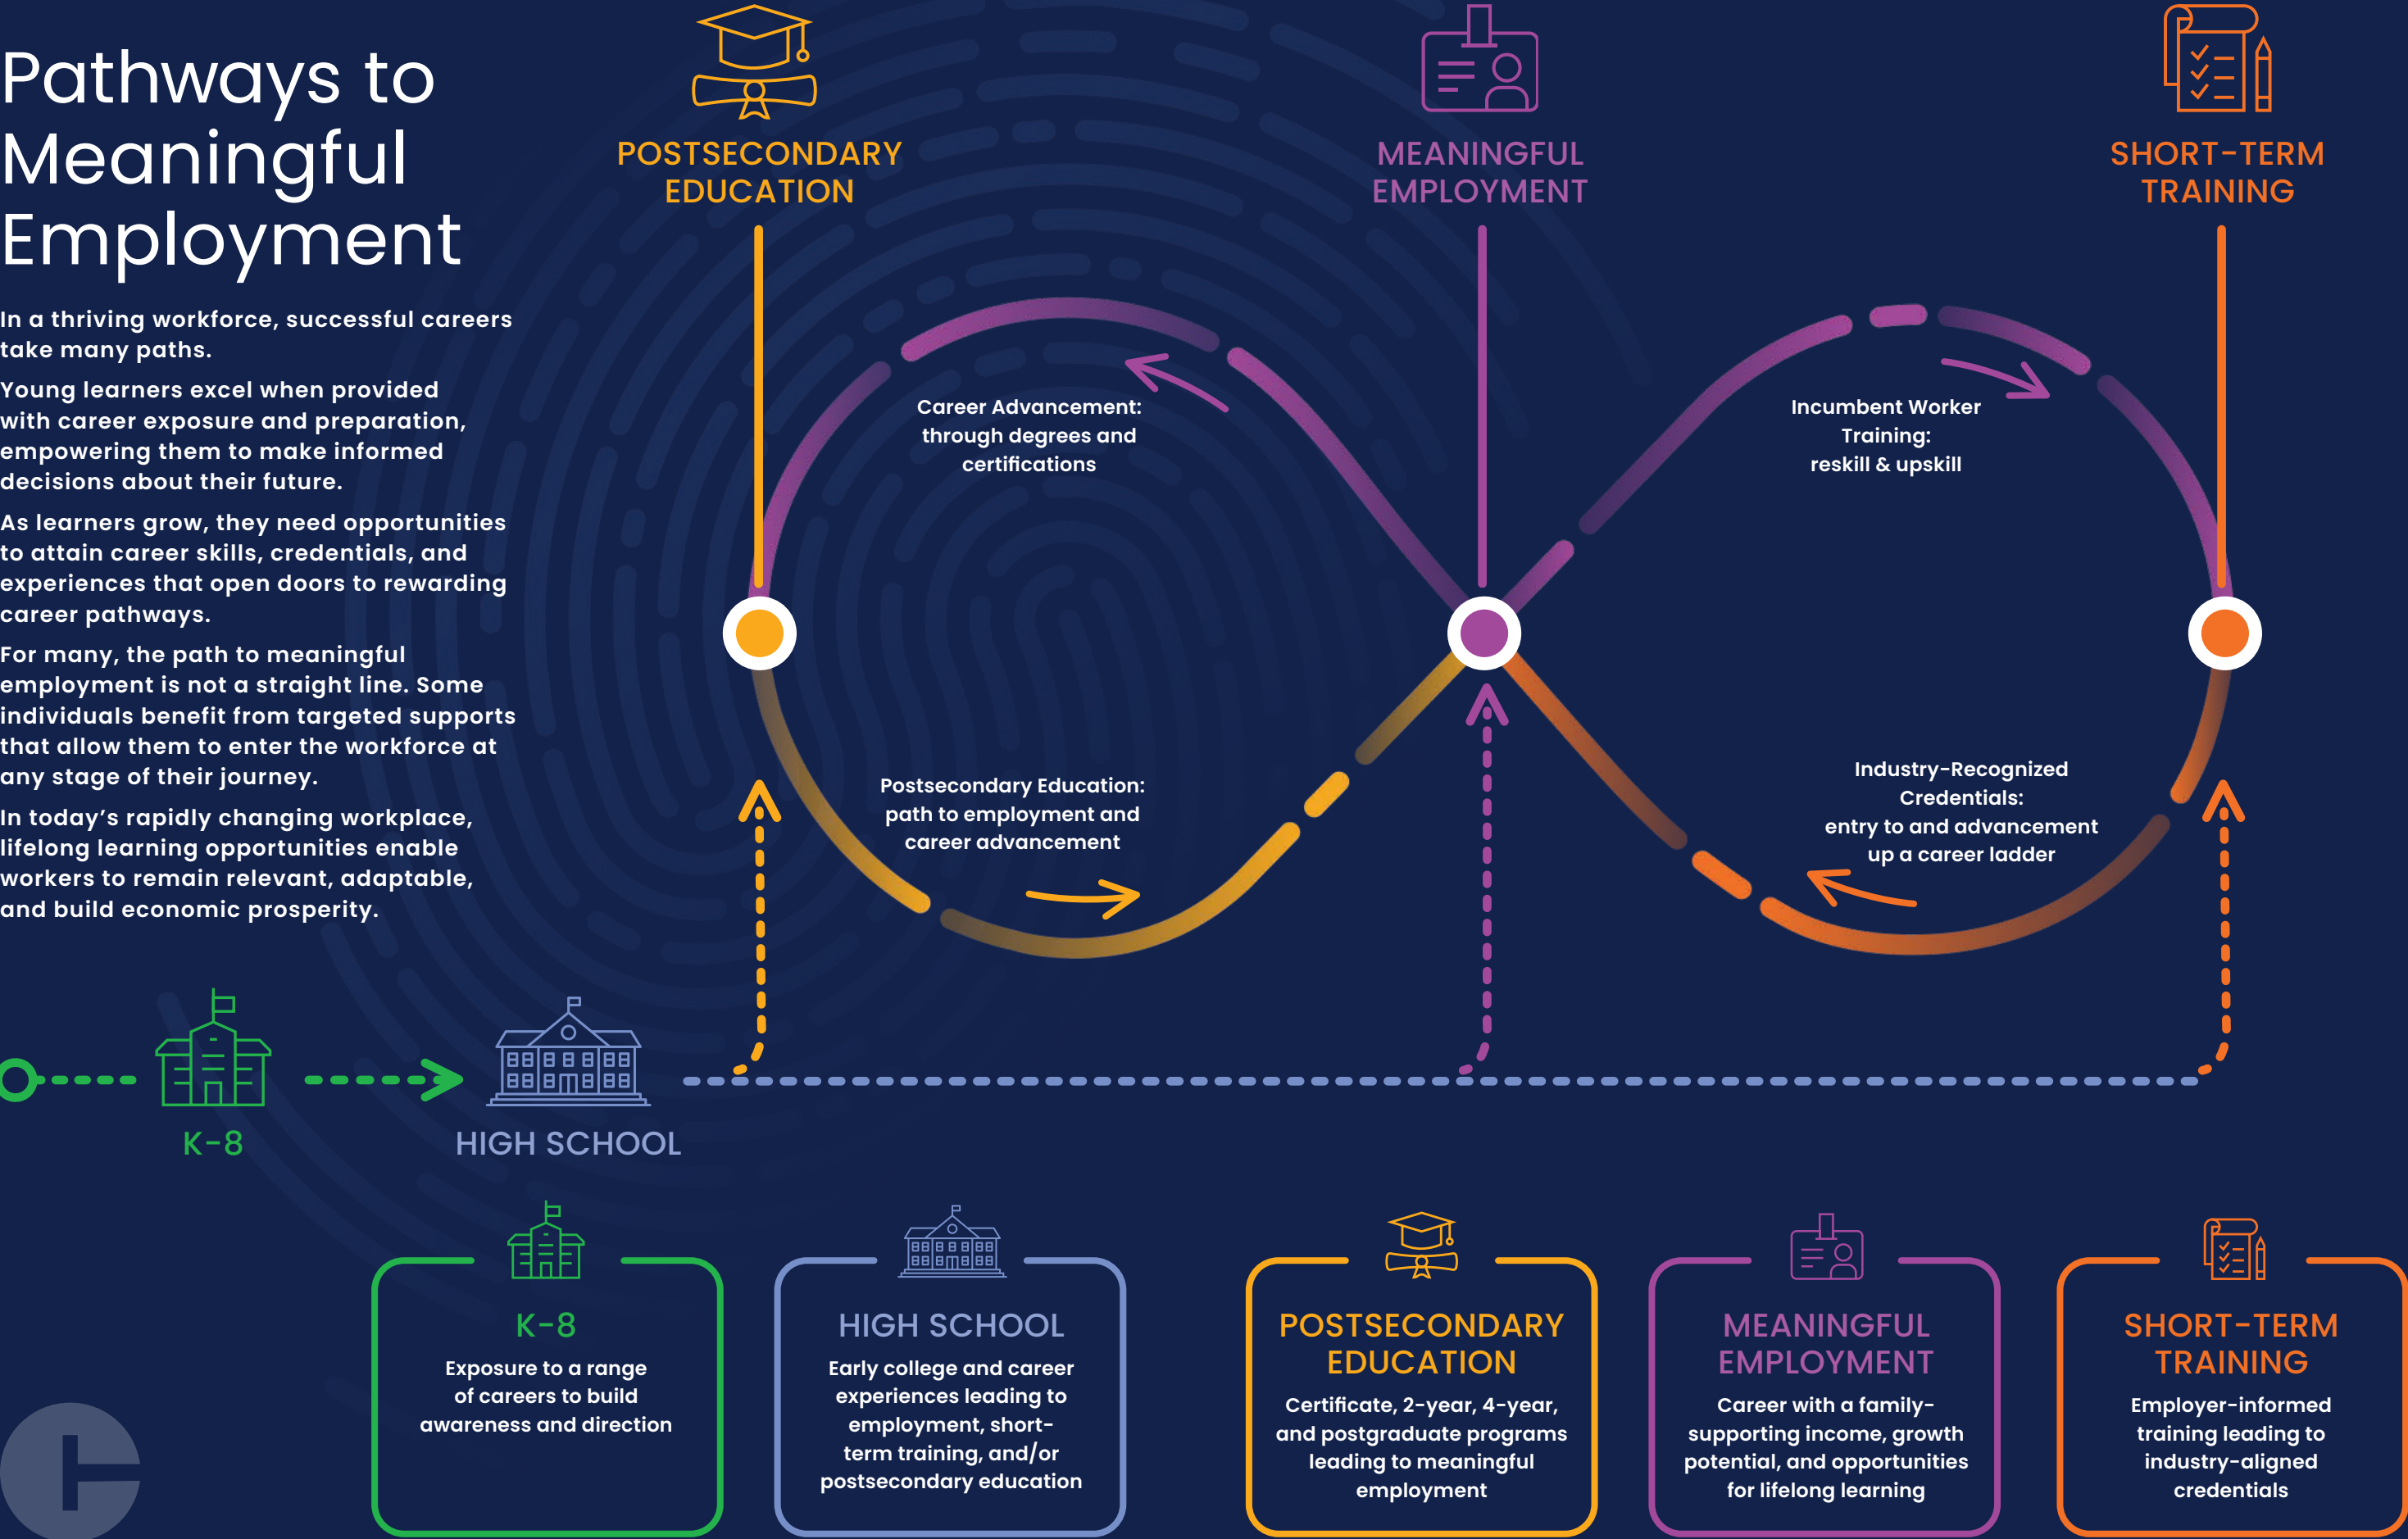 Pathways to
Meaningful
Employment
In a thriving workforce, successful careers
take many paths.
Young learners excel when provided
with career exposure and preparation,
empowering them to make informed
decisions about their future.
As learners grow, they need opportunities
to attain career skills, credentials, and
experiences that open doors to rewarding
career pathways.
For many, the path to meaningful
employment is not a straight line. Some
individuals benefit from targeted supports
that allow them to enter the workforce at
any stage of their journey.
In today's rapidly changing workplace,
lifelong learning opportunities enable
workers to remain relevant, adaptable,
and build economic prosperity.
POSTSECONDARY
EDUCATION
MEANINGFUL
EMPLOYMENT
SHORT-TERM
TRAINING
Career Advancement:
through degrees and
certifications
Incumbent Worker
Training:
reskill & upskill
Postsecondary Education:
path to employment and
career advancement
Industry-Recognized
Credentials:
entry to and advancement
up a career ladder
K-8
HIGH SCHOOL
K-8
Exposure to a range
of careers to build
awareness and direction
HIGH SCHOOL
Early college and career
experiences leading to
employment, short-
term training, and/or
postsecondary education
POSTSECONDARY
EDUCATION
Certificate, 2-year, 4-year,
and postgraduate programs
leading to meaningful
employment
MEANINGFUL
EMPLOYMENT
Career with a family-
supporting income, growth
potential, and opportunities
for lifelong learning
SHORT-TERM
TRAINING
Employer-informed
training leading to
industry-aligned
credentials